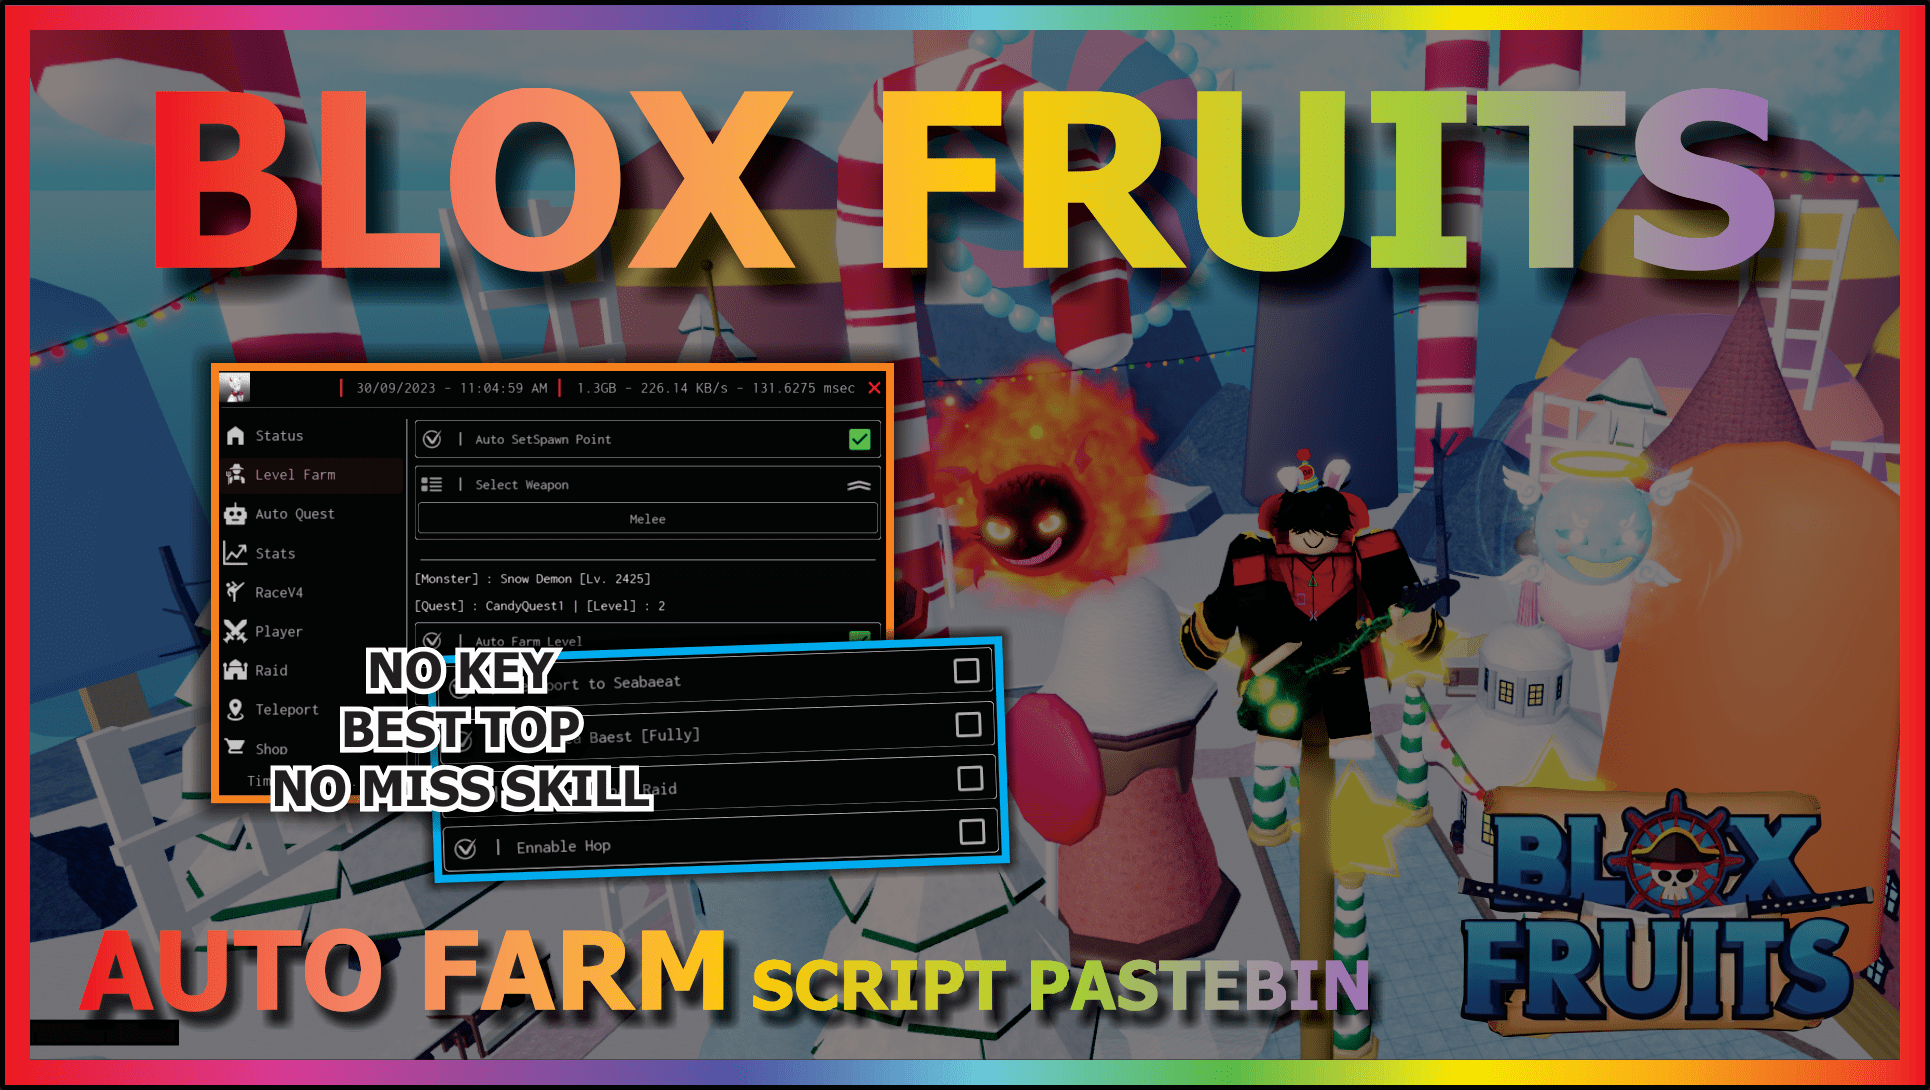 BLOX FRUITS
30/09/2023 - 11:04:59 AM
1.3GB - 226.14 KB/s - 131.6275 msec
Status
Level Farm
Auto Quest
Stats
RaceV4
Player
Raid
Teleport
Shop
Auto SetSpawn Point
Select Weapon
Melee
[Monster] : Snow Demon [Lv. 2425]
[Quest] : CandyQuest1 | [Level] : 2
Auto Farm Level
to Seabaeat
Baest [Fully]
Raid
Ennable Hop
NO KEY
BEST TOP
NO MISS SKILL
AUTO FARM SCRIPT PASTEBIN
BLOX
FRUITS